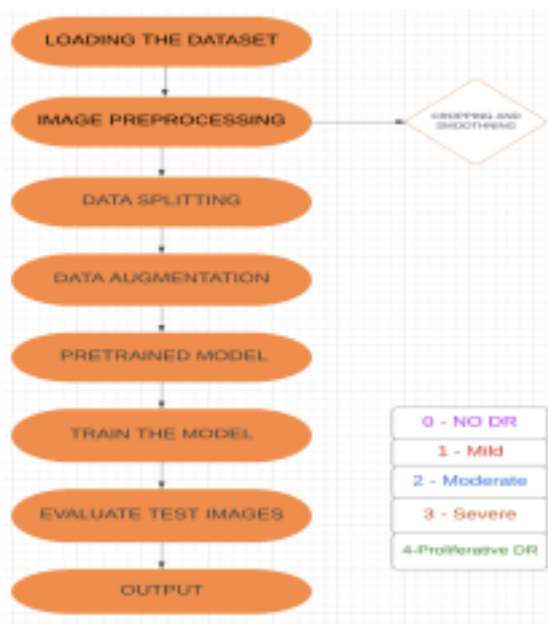 LOADING THE DATASET
IMAGE PREPROCESSING
CROPPING AND
SMOOTHNING
DATA SPLITTING
DATA AUGMENTATION
PRETRAINED MODEL
TRAIN THE MODEL
EVALUATE TEST IMAGES
OUTPUT
0 - NO DR
1 - Mild
2 - Moderate
3 - Severe
4-Proliferative DR